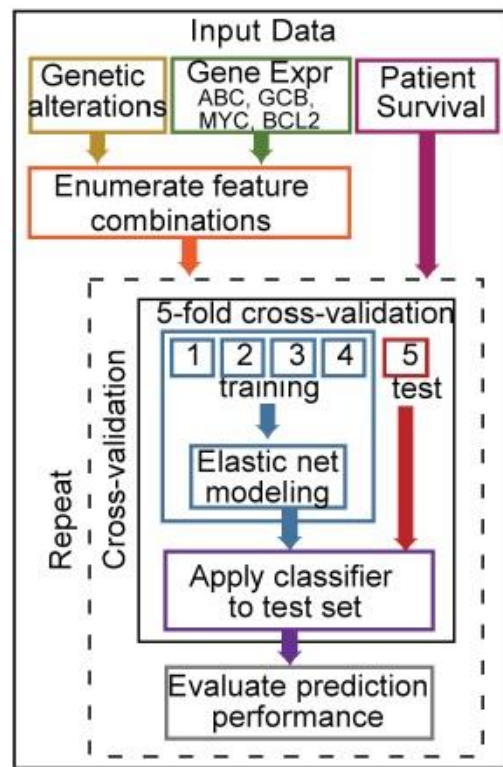 Input Data
Genetic
alterations
Gene Expr
ABC, GCB,
MYC, BCL2
Patient
Survival
Enumerate feature
combinations
Repeat
Cross-validation
5-fold cross-validation
1 2 3 4 5
training test
Elastic net
modeling
Apply classifier
to test set
Evaluate prediction
performance